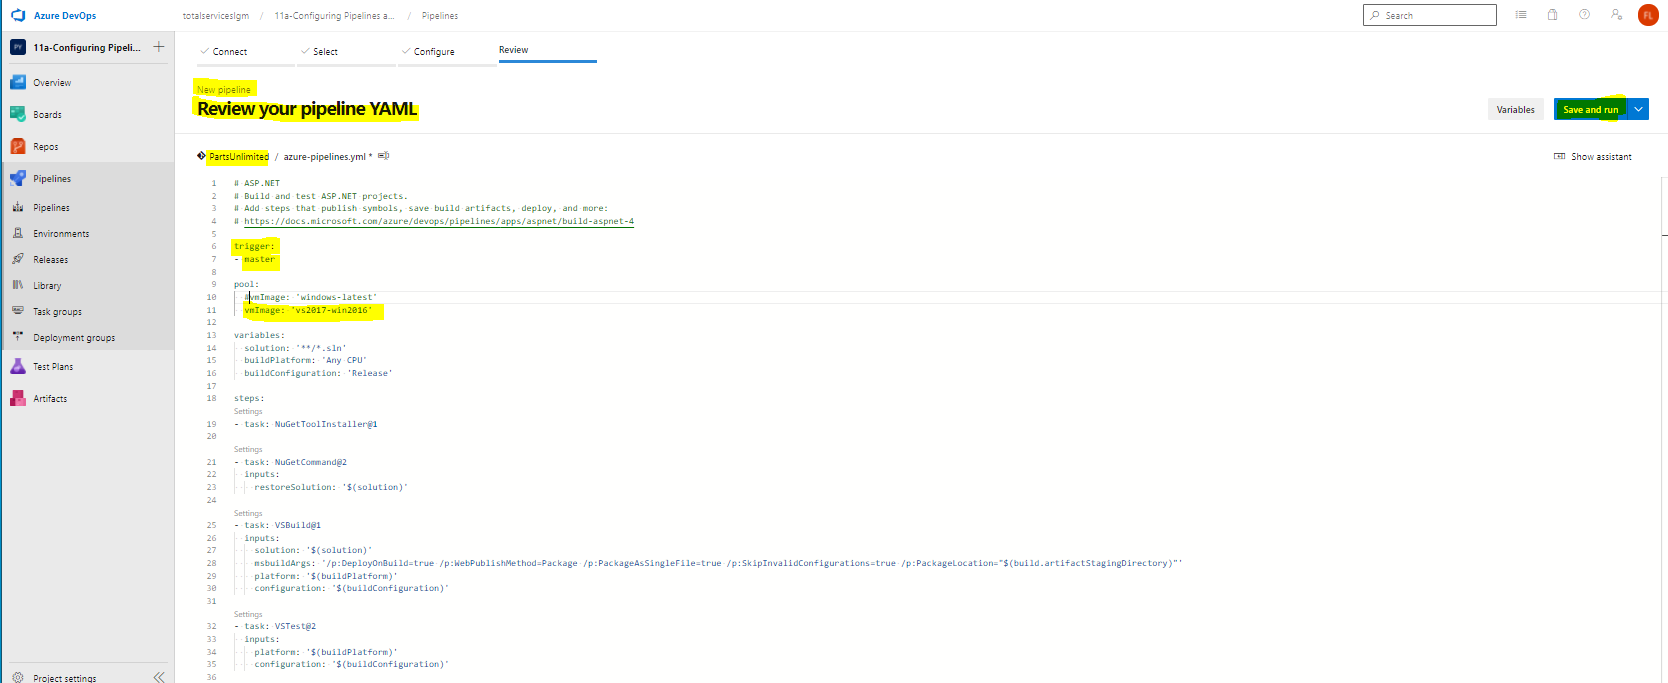 Azure DevOps
totalserviceslgm / 11a-Configuring Pipelines a... / Pipelines
Search
FL
PY 11a-Configuring Pipeli... +
Overview
Boards
Repos
Pipelines
Pipelines
Environments
Releases
Library
Task groups
Deployment groups
Test Plans
Artifacts
Project settings
Connect
Select
Configure
Review
New pipeline
Review your pipeline YAML
Variables
Save and run
PartsUnlimited / azure-pipelines.yml *
Show assistant
1 # ASP.NET
2 # Build and test ASP.NET projects.
3 # Add steps that publish symbols, save build artifacts, deploy, and more:
4 # https://docs.microsoft.com/azure/devops/pipelines/apps/aspnet/build-aspnet-4
5
6 trigger:
7 - master
8
9 pool:
10 #vmImage: 'windows-latest'
11 vmImage: 'vs2017-win2016'
12
13 variables:
14 solution: '**/*.sln'
15 buildPlatform: 'Any CPU'
16 buildConfiguration: 'Release'
17
18 steps:
Settings
19 - task: NuGetToolInstaller@1
20
Settings
21 - task: NuGetCommand@2
22 inputs:
23 restoreSolution: '$(solution)'
24
Settings
25 - task: VSBuild@1
26 inputs:
27 solution: '$(solution)'
28 msbuildArgs: '/p:DeployOnBuild=true /p:WebPublishMethod=Package /p:PackageAsSingleFile=true /p:SkipInvalidConfigurations=true /p:PackageLocation="$(build.artifactStagingDirectory)"'
29 platform: '$(buildPlatform)'
30 configuration: '$(buildConfiguration)'
31
Settings
32 - task: VSTest@2
33 inputs:
34 platform: '$(buildPlatform)'
35 configuration: '$(buildConfiguration)'
36